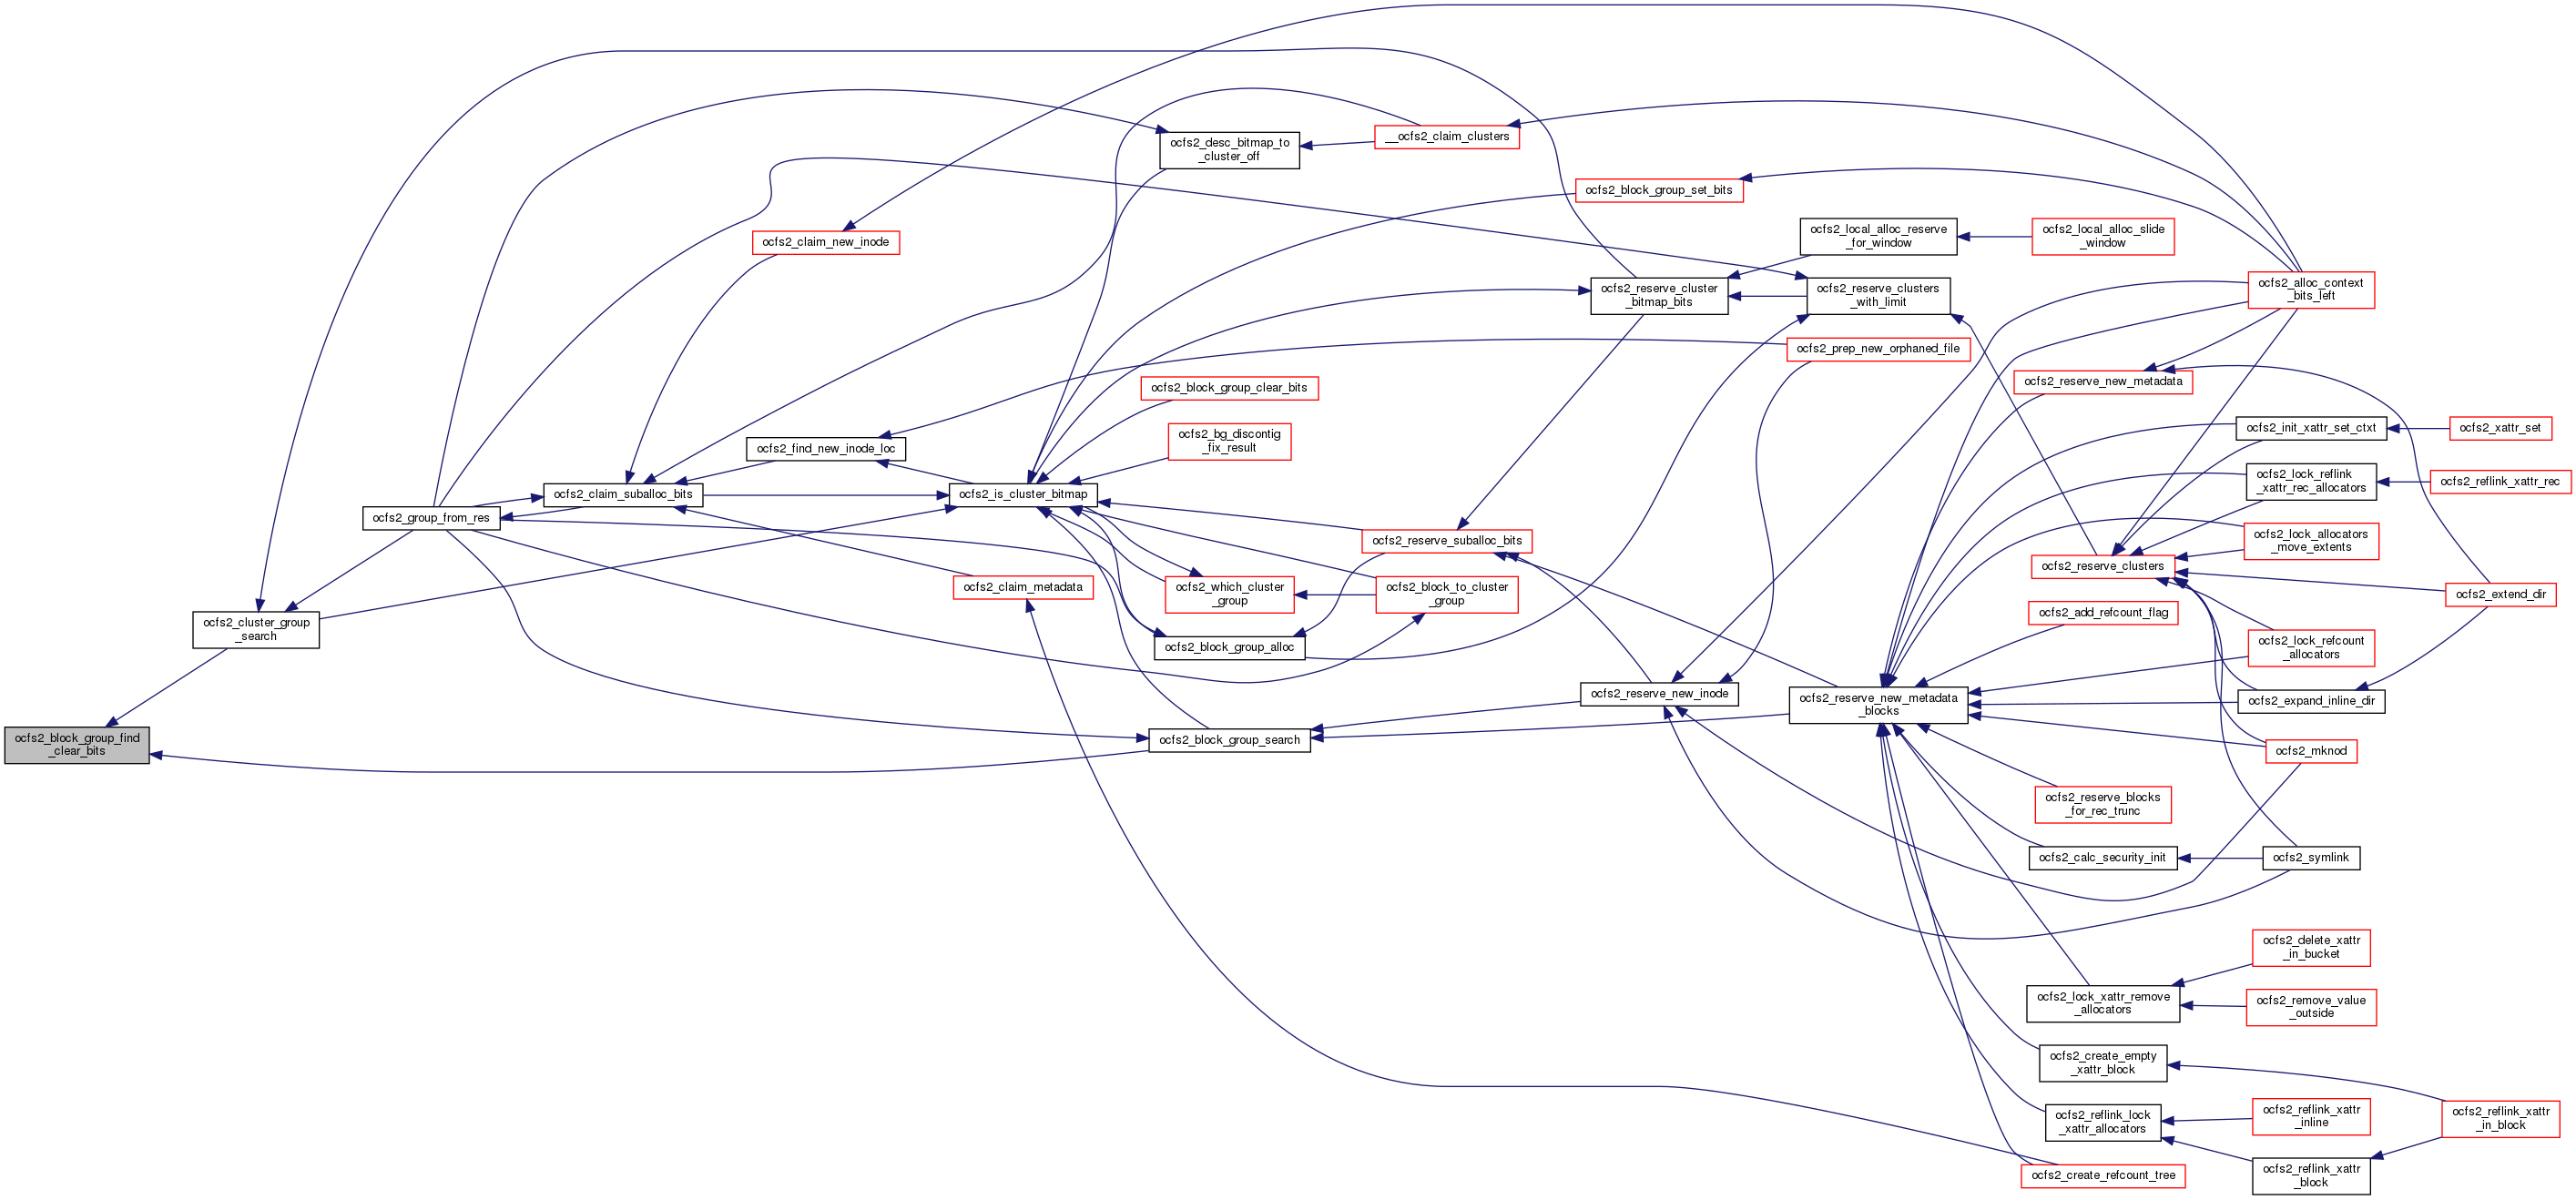 ocfs2_block_group_find
_clear_bits
ocfs2_cluster_group
_search
ocfs2_group_from_res
ocfs2_claim_suballoc_bits
ocfs2_claim_new_inode
ocfs2_find_new_inode_loc
ocfs2_desc_bitmap_to
_cluster_off
ocfs2_is_cluster_bitmap
ocfs2_claim_metadata
ocfs2_block_group_clear_bits
ocfs2_bg_discontig
_fix_result
ocfs2_which_cluster
_group
ocfs2_block_group_alloc
ocfs2_block_group_search
__ocfs2_claim_clusters
ocfs2_block_group_set_bits
ocfs2_reserve_cluster
_bitmap_bits
ocfs2_reserve_suballoc_bits
ocfs2_block_to_cluster
_group
ocfs2_reserve_new_inode
ocfs2_local_alloc_reserve
_for_window
ocfs2_reserve_clusters
_with_limit
ocfs2_prep_new_orphaned_file
ocfs2_reserve_new_metadata
_blocks
ocfs2_local_alloc_slide
_window
ocfs2_reserve_new_metadata
ocfs2_reserve_clusters
ocfs2_add_refcount_flag
ocfs2_reserve_blocks
_for_rec_trunc
ocfs2_calc_security_init
ocfs2_lock_xattr_remove
_allocators
ocfs2_create_empty
_xattr_block
ocfs2_reflink_lock
_xattr_allocators
ocfs2_create_refcount_tree
ocfs2_alloc_context
_bits_left
ocfs2_init_xattr_set_ctxt
ocfs2_lock_reflink
_xattr_rec_allocators
ocfs2_lock_allocators
_move_extents
ocfs2_lock_refcount
_allocators
ocfs2_expand_inline_dir
ocfs2_mknod
ocfs2_symlink
ocfs2_delete_xattr
_in_bucket
ocfs2_remove_value
_outside
ocfs2_reflink_xattr
_inline
ocfs2_reflink_xattr
_block
ocfs2_xattr_set
ocfs2_reflink_xattr_rec
ocfs2_extend_dir
ocfs2_reflink_xattr
_in_block